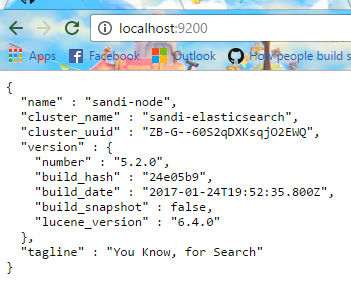 localhost:9200
Apps Facebook Outlook How people build s
{
"name" : "sandi-node",
"cluster_name" : "sandi-elasticsearch",
"cluster_uuid" : "ZB-G--60S2qDXKsqjO2EWQ",
"version" : {
"number" : "5.2.0",
"build_hash" : "24e05b9",
"build_date" : "2017-01-24T19:52:35.800Z",
"build_snapshot" : false,
"lucene_version" : "6.4.0"
},
"tagline" : "You Know, for Search"
}